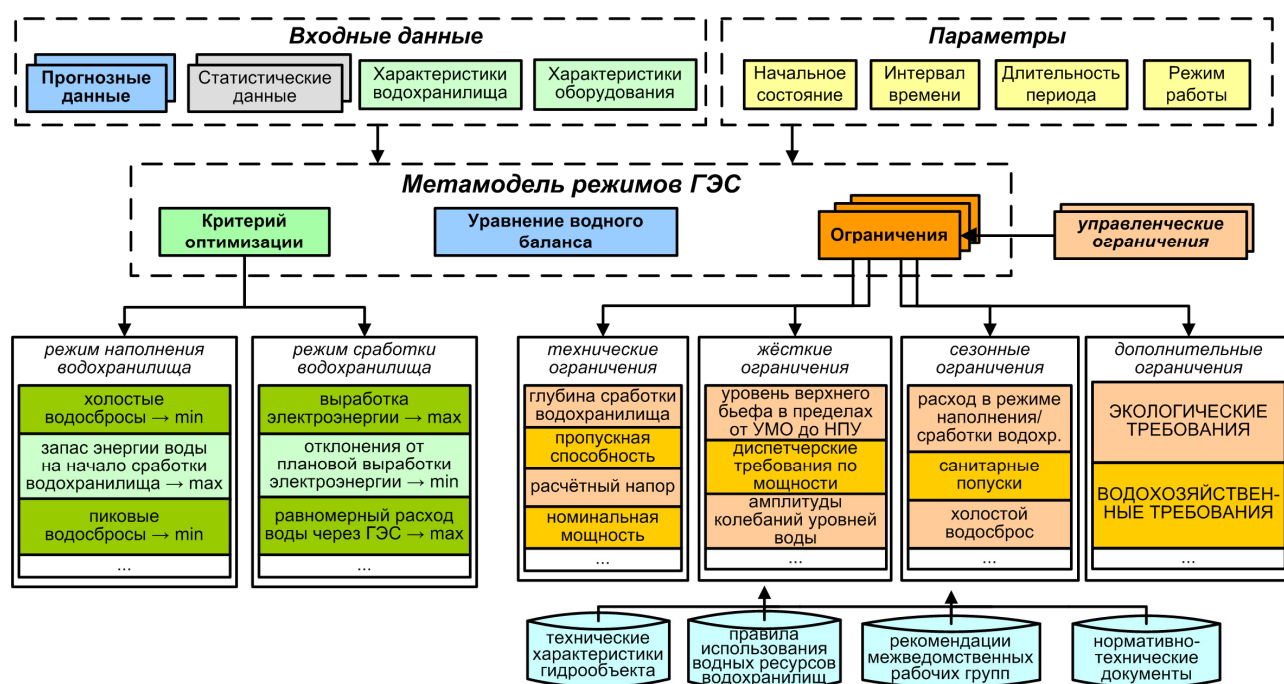 Входные данные
Прогнозные
данные
Статистические
данные
Характеристики
водохранилища
Характеристики
оборудования
Параметры
Начальное
состояние
Интервал
времени
Длительность
периода
Режим
работы
Метамодель режимов ГЭС
Критерий
оптимизации
Уравнение водного
баланса
Ограничения
управленческие
ограничения
режим наполнения
водохранилища
холостые
водосбросы → min
запас энергии воды
на начало сработки
водохранилища → max
пиковые
водосбросы → min
...
режим сработки
водохранилища
выработка
электроэнергии → max
отклонения от
плановой выработки
электроэнергии → min
равномерный расход
воды через ГЭС → max
...
технические
ограничения
глубина сработки
водохранилища
пропускная
способность
расчётный напор
номинальная
мощность
...
жёсткие
ограничения
уровень верхнего
бьефа в пределах
от УМО до НПУ
диспетчерские
требования по
мощности
амплитуды
колебаний уровней
воды
...
сезонные
ограничения
расход в режиме
наполнения/
сработки водохр.
санитарные
попуски
холостой
водосброс
...
дополнительные
ограничения
ЭКОЛОГИЧЕСКИЕ
ТРЕБОВАНИЯ
ВОДОХОЗЯЙСТВЕН-
НЫЕ ТРЕБОВАНИЯ
...
технические
характеристики
гидрообъекта
правила
использования
водных ресурсов
водохранилищ
рекомендации
межведомственных
рабочих групп
нормативно-
технические
документы